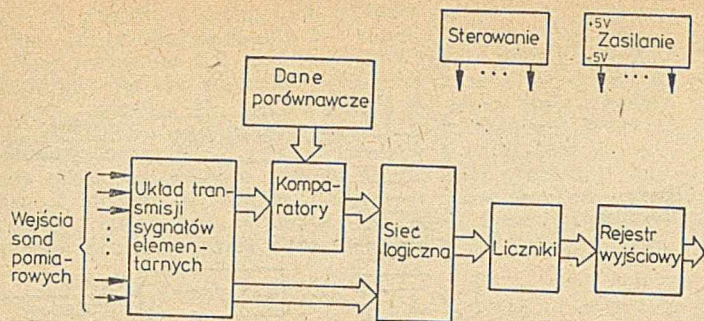 Sterowanie
+5V
Zasilanie
-5V
Dane
porównawcze
Wejścia
sond
pomia-
rowych
Układ tran-
smisji
sygnałów
elemen-
tarnych
Kompa-
ratory
Sieć
logiczna
Liczniki
Rejestr
wyjściowy